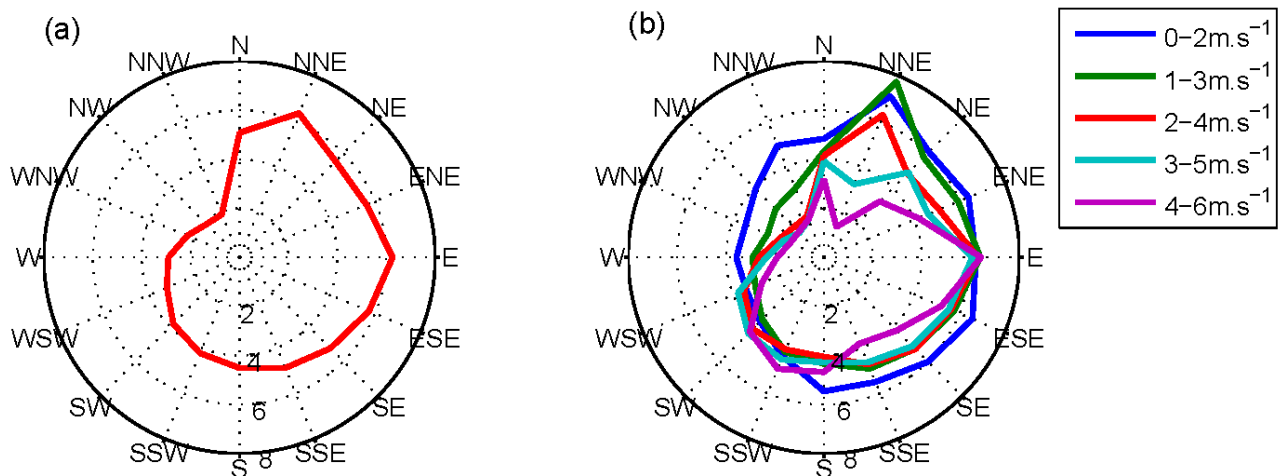 (a)
N
NNE
NE
ENE
E
ESE
SE
SSE
S
SSW
SW
WSW
W
WNW
NW
NNW
2
4
6
8
(b)
N
NNE
NE
ENE
E
ESE
SE
SSE
S
SSW
SW
WSW
W
WNW
NW
NNW
2
4
6
8
0−2m.s⁻¹
1−3m.s⁻¹
2−4m.s⁻¹
3−5m.s⁻¹
4−6m.s⁻¹